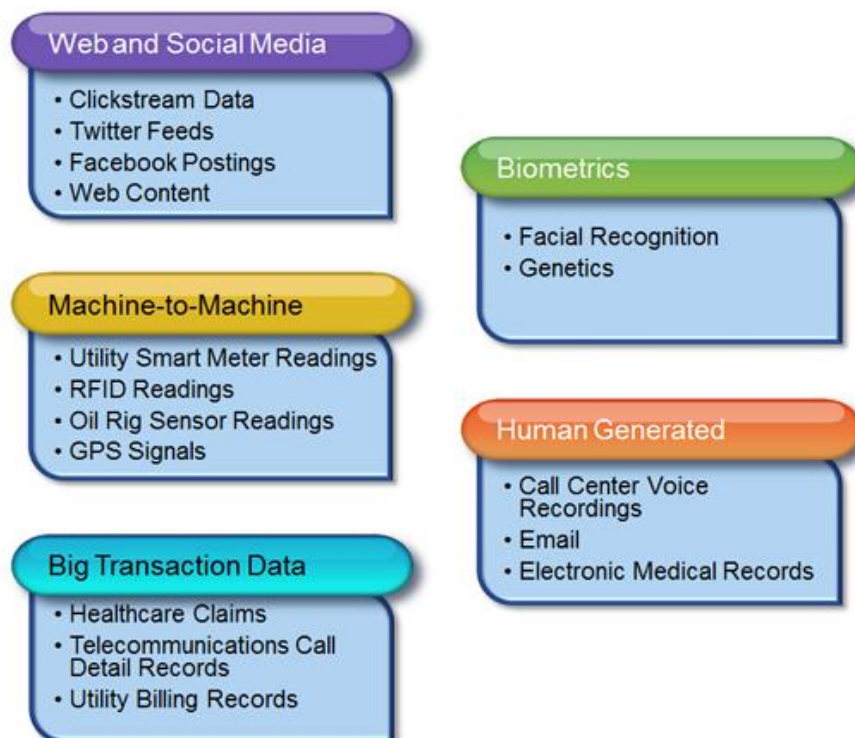 Web and Social Media
• Clickstream Data
• Twitter Feeds
• Facebook Postings
• Web Content
Machine-to-Machine
• Utility Smart Meter Readings
• RFID Readings
• Oil Rig Sensor Readings
• GPS Signals
Big Transaction Data
• Healthcare Claims
• Telecommunications Call
Detail Records
• Utility Billing Records
Biometrics
• Facial Recognition
• Genetics
Human Generated
• Call Center Voice
Recordings
• Email
• Electronic Medical Records